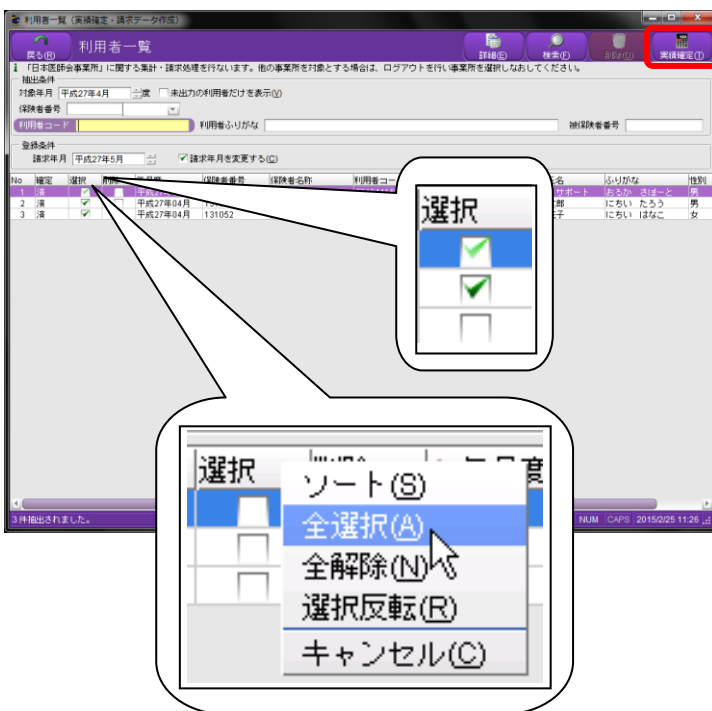 利用者一覧（実績確定・請求データ作成）
戻る(R)
利用者一覧
詳細(E)
検索(F)
削除(D)
実績確定(T)
「日本医師会事業所」に関する集計・請求処理を行ないます。他の事業所を対象とする場合は、ログアウトを行い事業所を選択しなおしてください。
抽出条件
対象年月 平成27年4月 度 未出力の利用者だけを表示(V)
保険者番号
利用者コード 利用者ふりがな 被保険者番号
登録条件
請求年月 平成27年5月 請求年月を変更する(C)
No 確定 選択 保険者番号 保険者名称 利用者コー ふりがな 性別
1 済 サポート おるか さぽーと 男
2 済 平成27年04月 にちい たろう 男
3 済 平成27年04月 131052 にちい はなこ 女
選択
選択
ソート(S)
全選択(A)
全解除(N)
選択反転(R)
キャンセル(C)
3件抽出されました。
NUM CAPS 2015/2/25 11:26